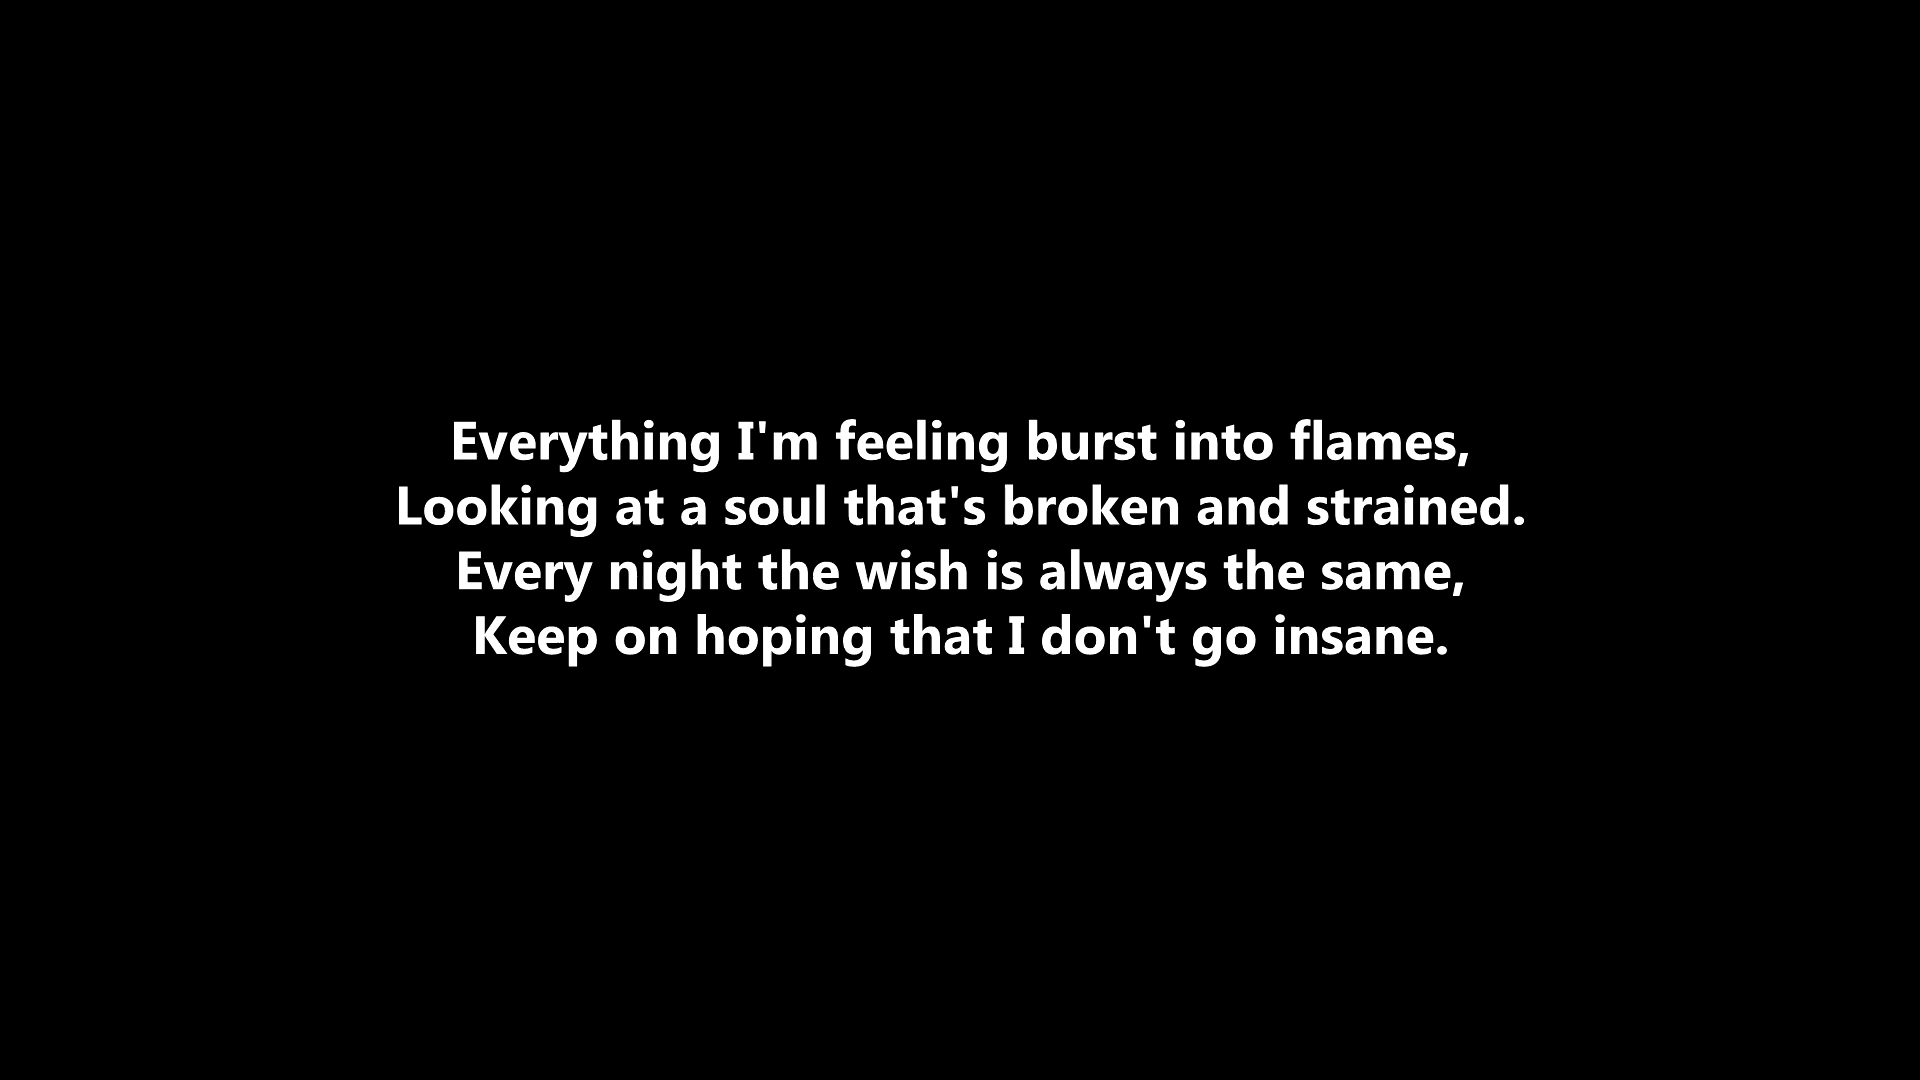 Everything I'm feeling burst into flames,
Looking at a soul that's broken and strained.
Every night the wish is always the same,
Keep on hoping that I don't go insane.